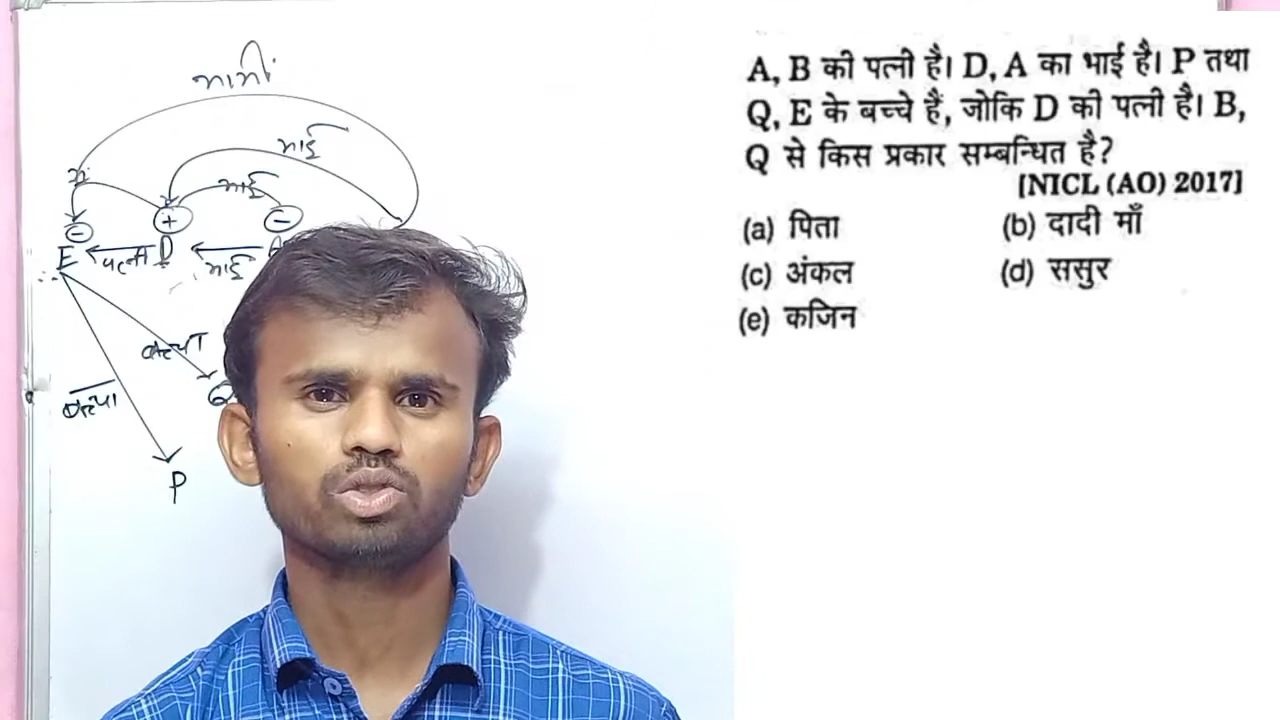 A, B की पत्नी है। D, A का भाई है। P तथा
Q, E के बच्चे हैं, जोकि D की पत्नी है। B,
Q से किस प्रकार सम्बन्धित है?
[NICL (AO) 2017]
(a) पिता
(b) दादी माँ
(c) अंकल
(d) ससुर
(e) कजिन
भाई
भाई
E
पत्नी
D
भाई
बच्चा
Q
बच्चा
P